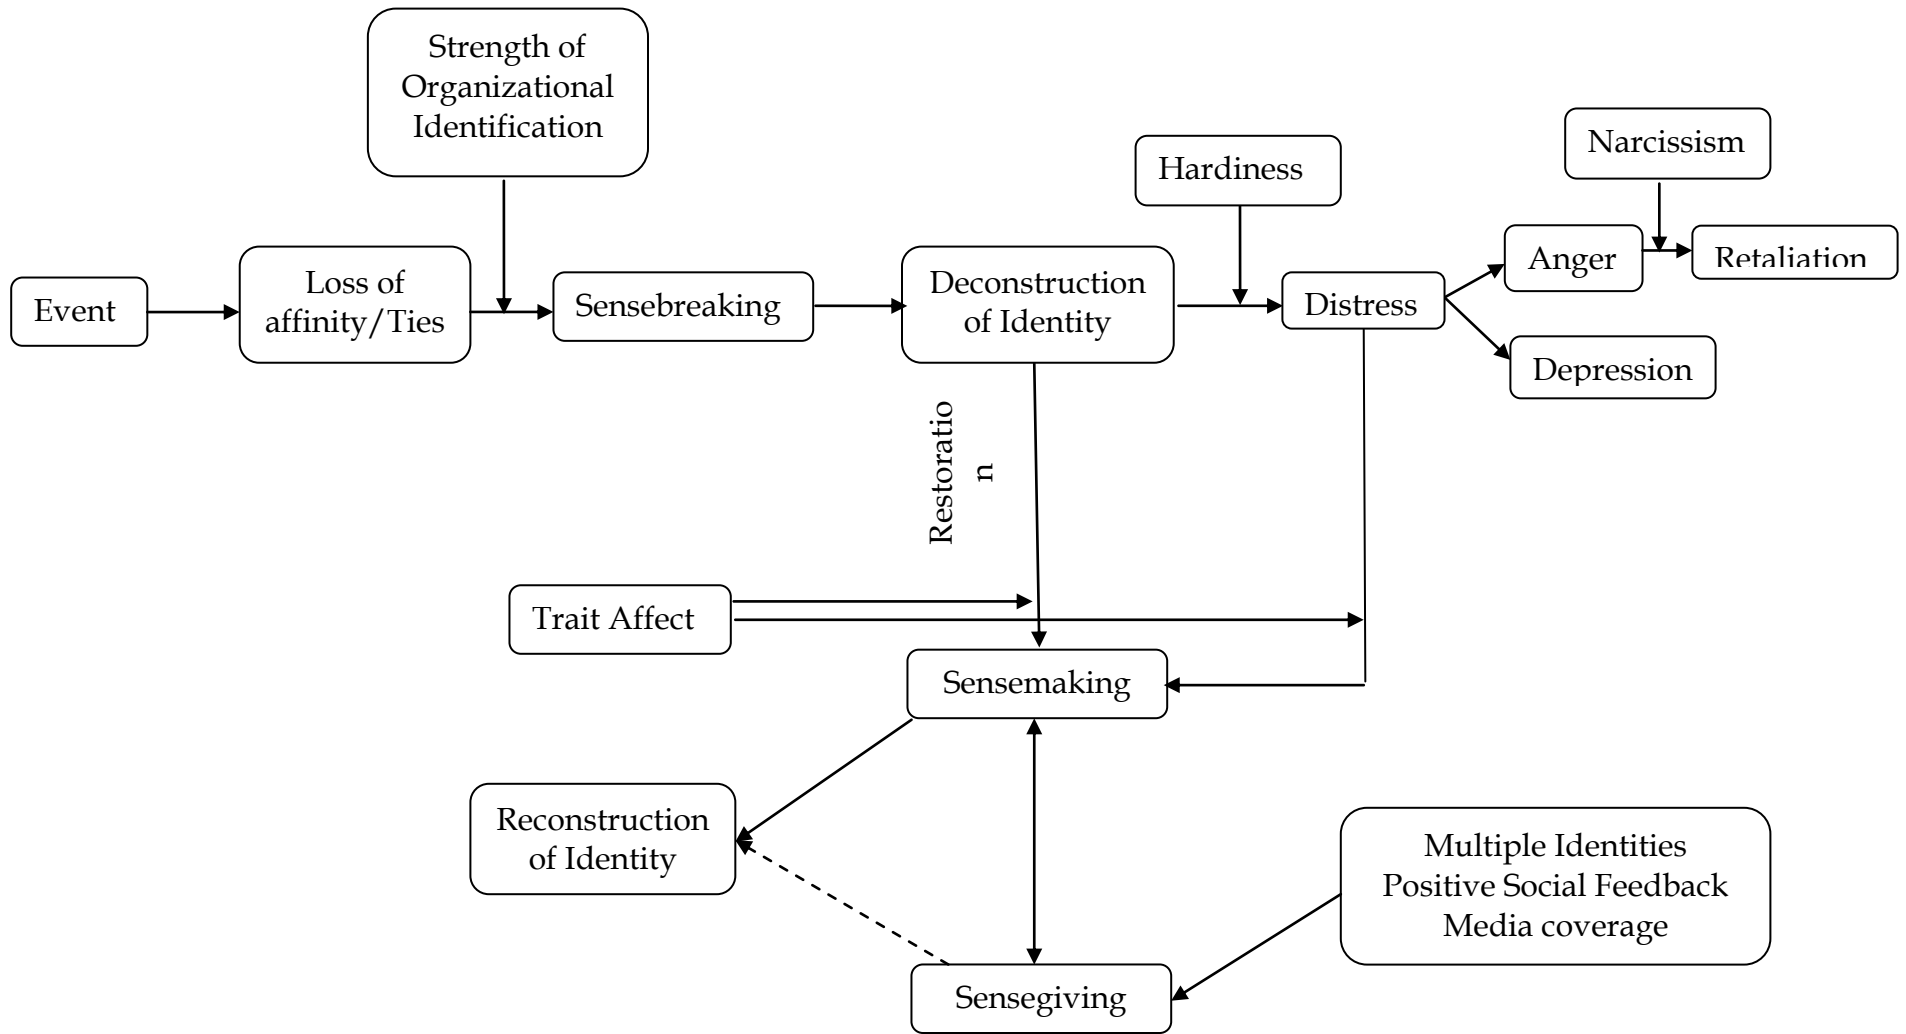 Strength of
Organizational
Identification
Narcissism
Hardiness
Event
Loss of
affinity/Ties
Sensebreaking
Deconstruction
of Identity
Distress
Anger
Retaliation
Depression
Restoratio
n
Trait Affect
Sensemaking
Reconstruction
of Identity
Multiple Identities
Positive Social Feedback
Media coverage
Sensegiving